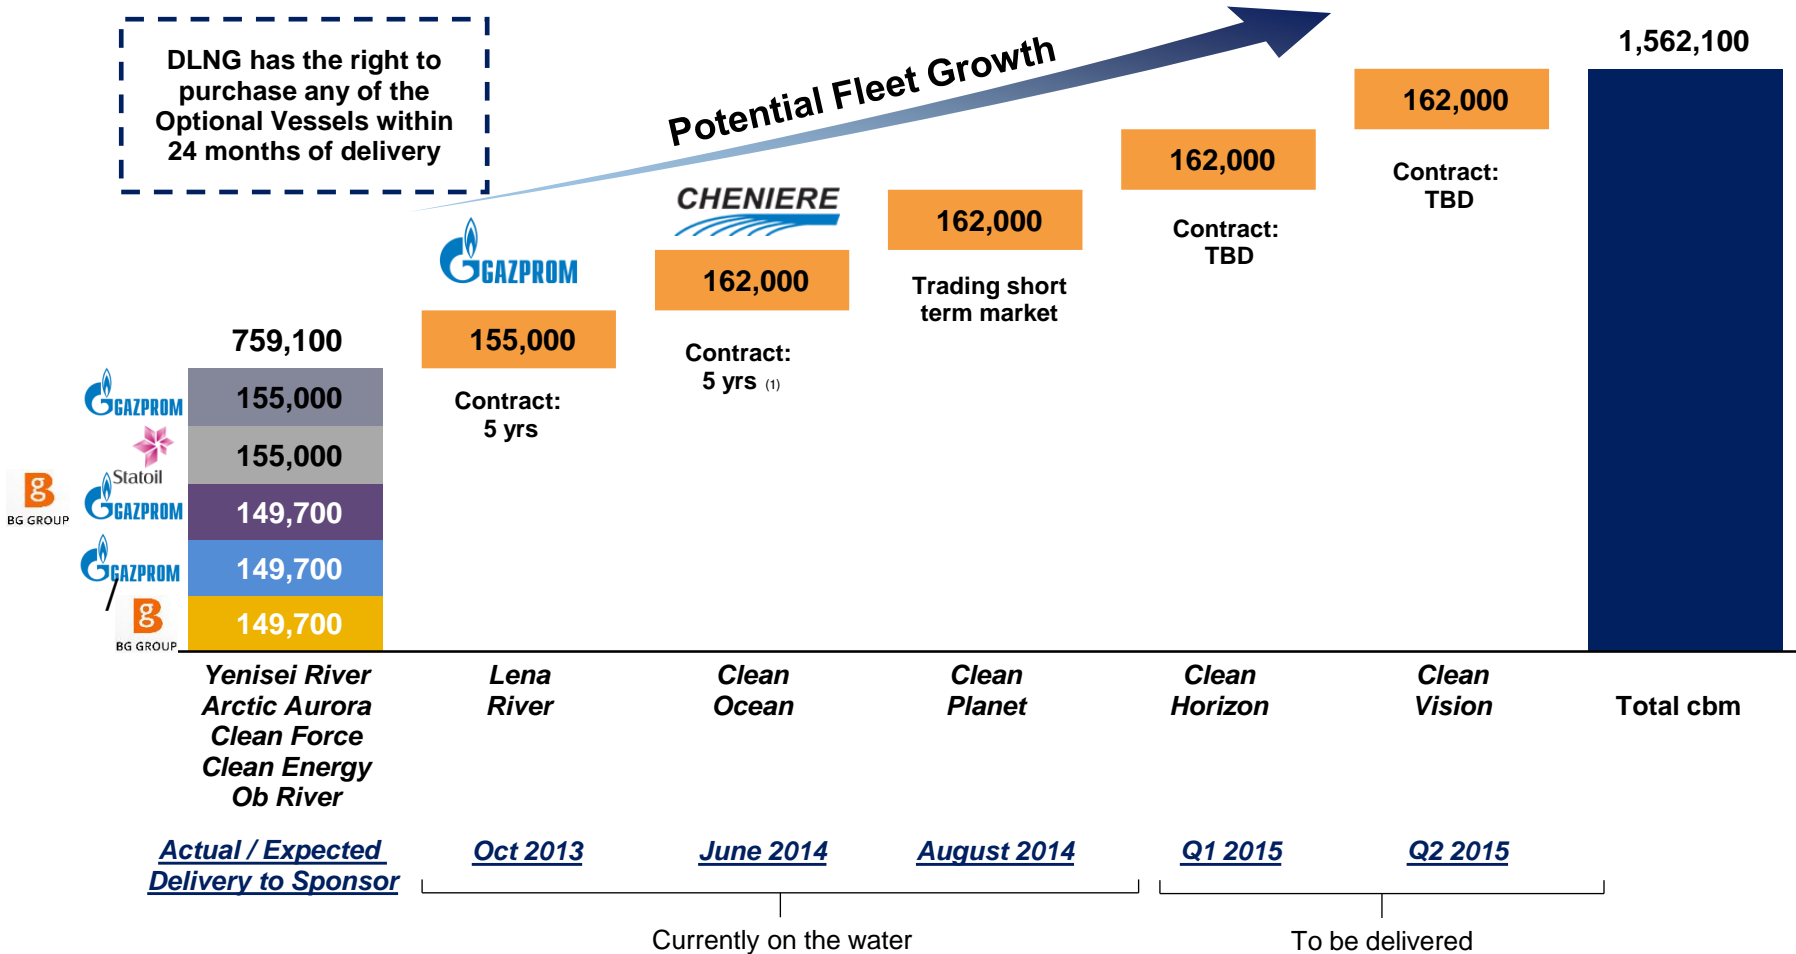 DLNG has the right to
purchase any of the
Optional Vessels within
24 months of delivery
Potential Fleet Growth
1,562,100
162,000
Contract:
TBD
162,000
Contract:
TBD
162,000
Trading short
term market
CHENIERE
162,000
Contract:
5 yrs (1)
GAZPROM
155,000
Contract:
5 yrs
759,100
GAZPROM
155,000
Statoil
155,000
BG GROUP
GAZPROM
149,700
GAZPROM
/
149,700
BG GROUP
149,700
Yenisei River
Arctic Aurora
Clean Force
Clean Energy
Ob River
Lena
River
Clean
Ocean
Clean
Planet
Clean
Horizon
Clean
Vision
Total cbm
Actual / Expected
Delivery to Sponsor
Oct 2013
June 2014
August 2014
Q1 2015
Q2 2015
Currently on the water
To be delivered